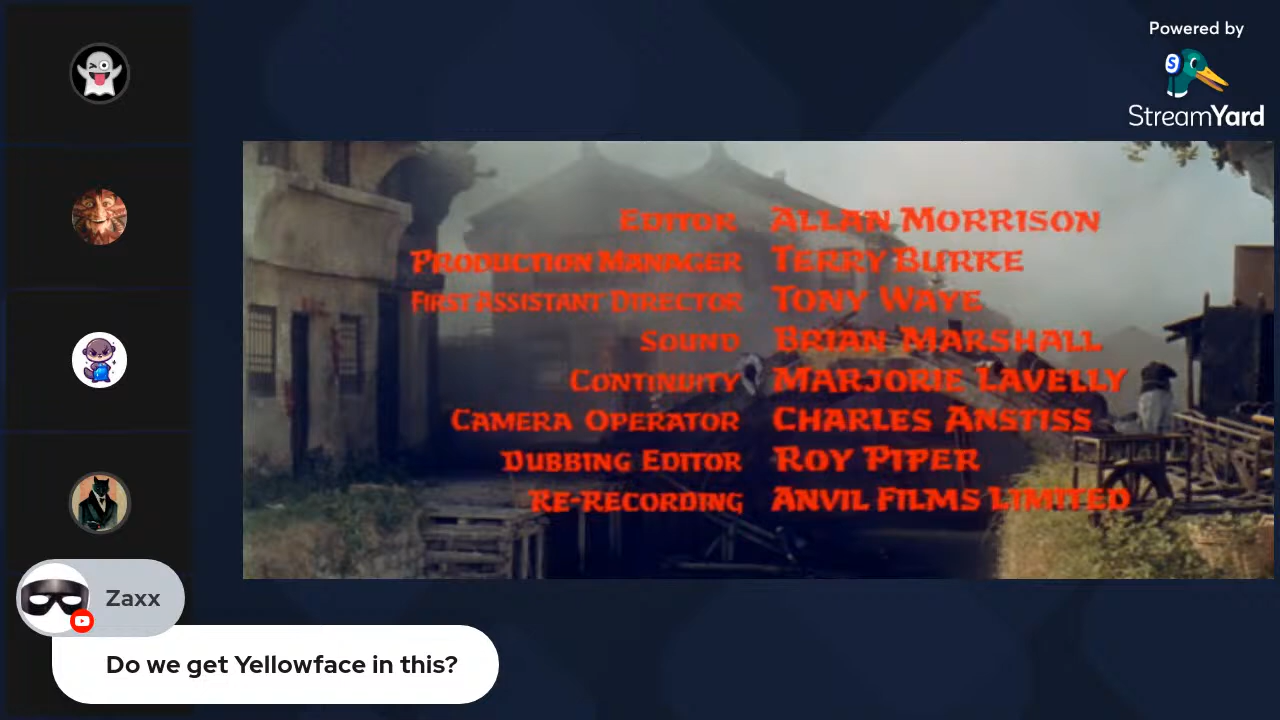 Powered by
S
StreamYard
EDITOR ALLAN MORRISON
PRODUCTION MANAGER TERRY BURKE
FIRST ASSISTANT DIRECTOR TONY WAYE
SOUND BRIAN MARSHALL
CONTINUITY MARJORIE LAVELLY
CAMERA OPERATOR CHARLES ANSTISS
DUBBING EDITOR ROY PIPER
RE-RECORDING ANVIL FILMS LIMITED
Zaxx
Do we get Yellowface in this?